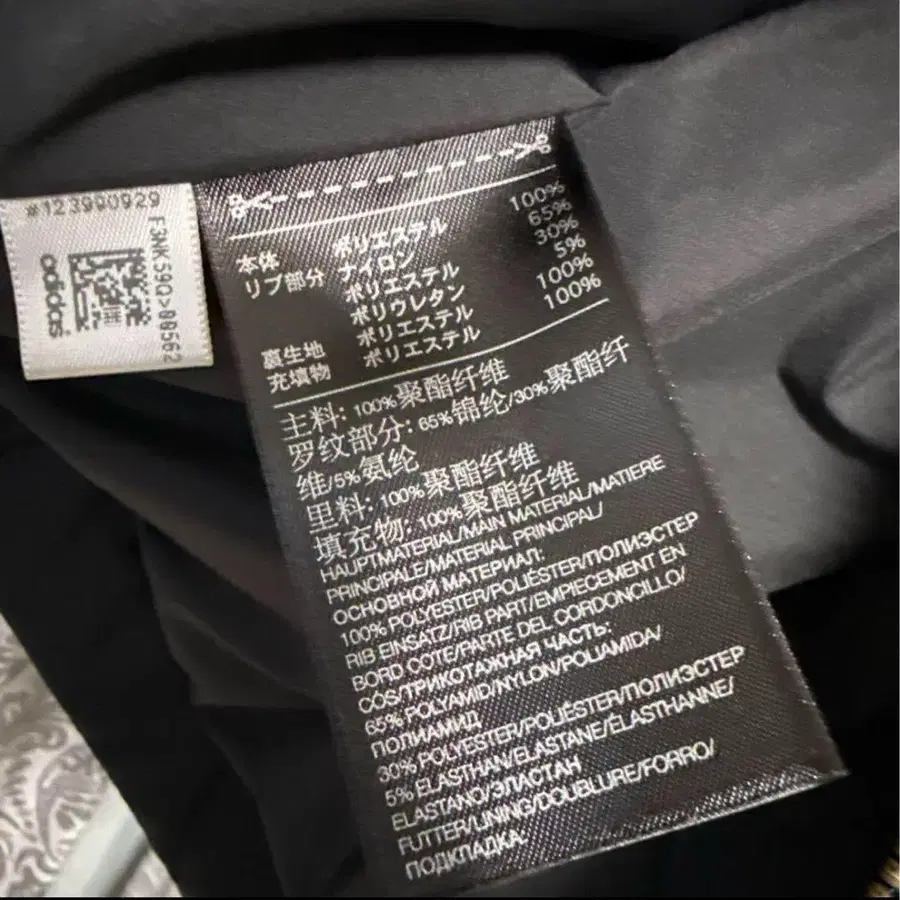 #123990929
F3NK59Q>00562
adidas
本体 ポリエステル 100%
リブ部分 ナイロン 65%
ポリエステル 30%
ポリウレタン 5%
裏生地 ポリエステル 100%
充填物 ポリエステル 100%
主料: 100%聚酯纤维
罗纹部分: 65%锦纶/30%聚酯纤
维/5%氨纶
里料: 100%聚酯纤维
填充物: 100%聚酯纤维
HAUPTMATERIAL/MAIN MATERIAL/MATIERE
PRINCIPALE/MATERIAL PRINCIPAL/
ОСНОВНОЙ МАТЕРИАЛ:
100% POLYESTER/POLIÉSTER/ПОЛИЭСТЕР
RIB EINSATZ/RIB PART/EMPIECEMENT EN
BORD COTE/PARTE DEL CORDONCILLO/
CÓS/ТРИКОТАЖНАЯ ЧАСТЬ:
65% POLYAMID/NYLON/POLIAMIDA/
ПОЛИАМИД
30% POLYESTER/POLIÉSTER/ПОЛИЭСТЕР
5% ELASTHAN/ELASTANE/ÉLASTHANNE/
ELASTANO/ЭЛАСТАН
FUTTER/LINING/DOUBLURE/FORRO/
ПОДКЛАДКА: